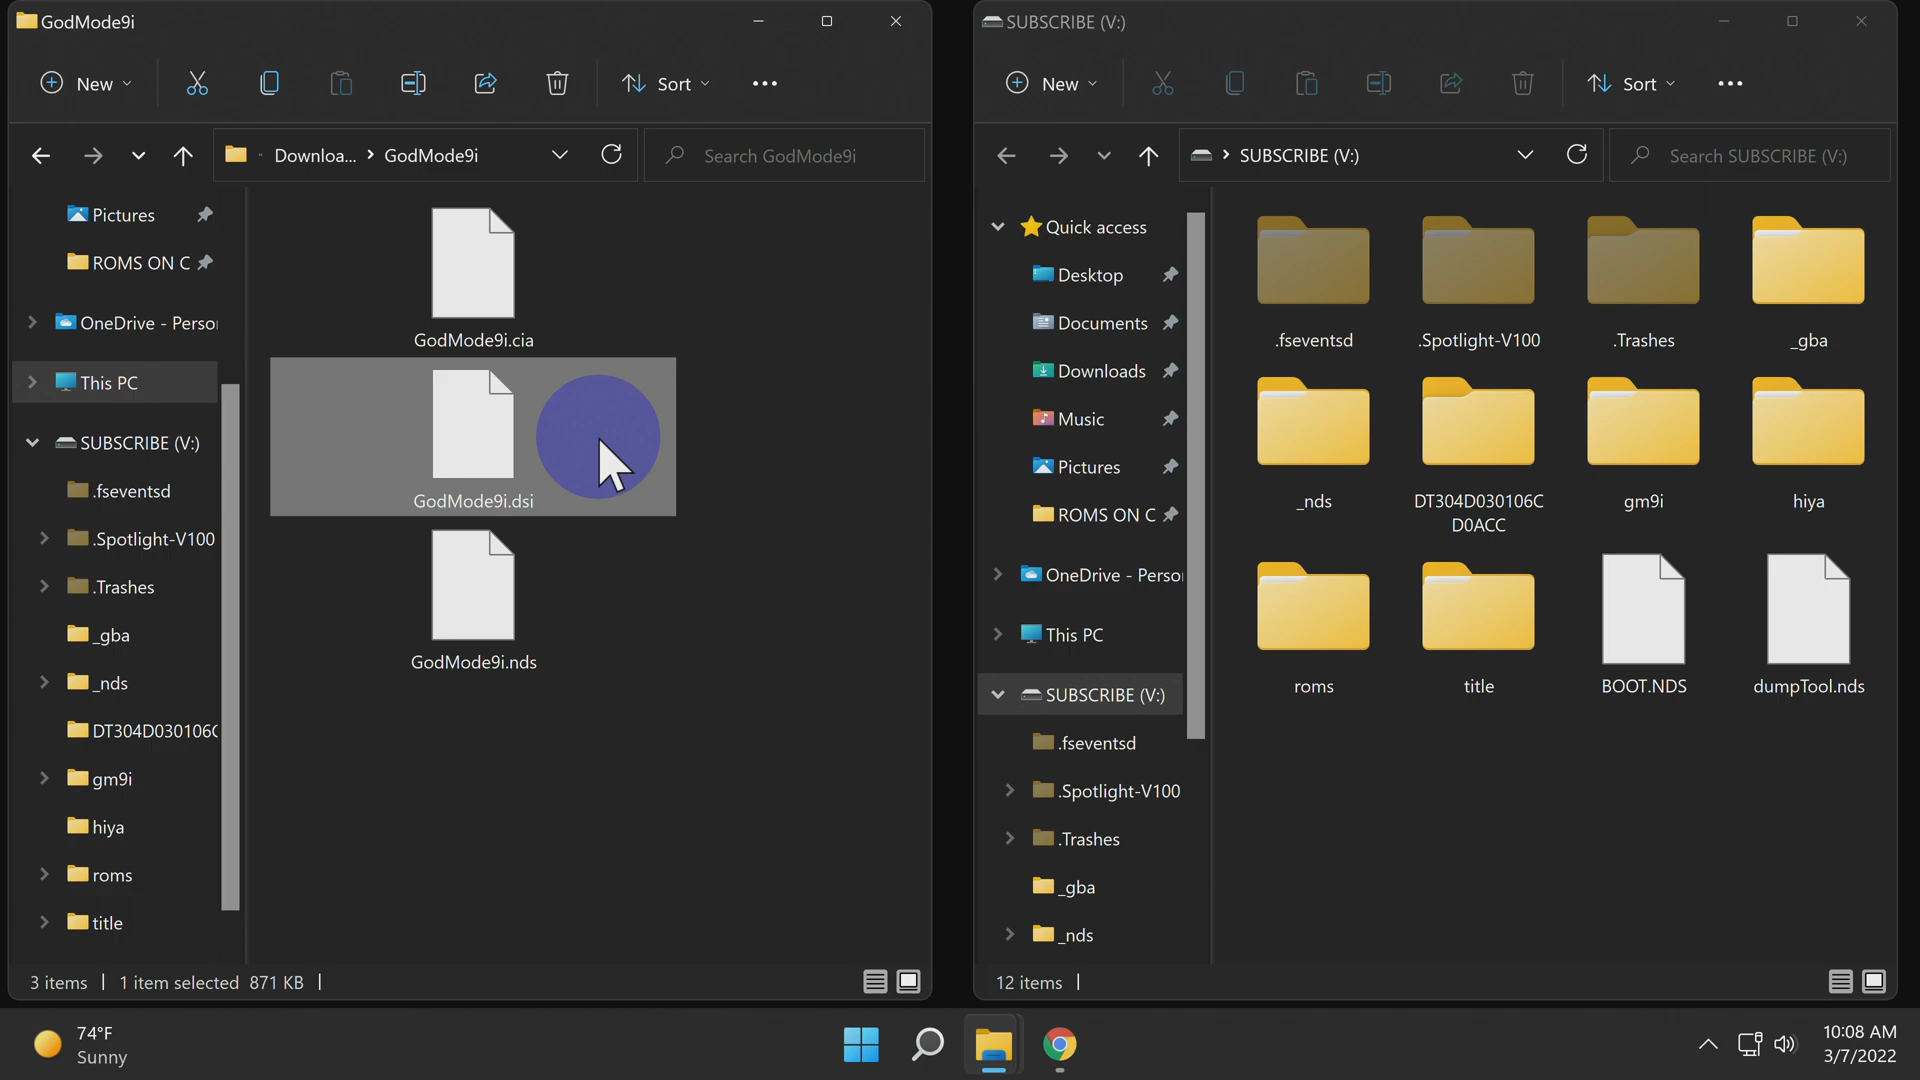 GodMode9i
New
Sort
Downloa...
GodMode9i
Search GodMode9i
Pictures
ROMS ON C
OneDrive - Person
This PC
SUBSCRIBE (V:)
.fseventsd
.Spotlight-V100
.Trashes
_gba
_nds
DT304D030106C
gm9i
hiya
roms
title
GodMode9i.cia
GodMode9i.dsi
GodMode9i.nds
3 items
1 item selected 871 KB
SUBSCRIBE (V:)
New
Sort
SUBSCRIBE (V:)
Search SUBSCRIBE (V:)
Quick access
Desktop
Documents
Downloads
Music
Pictures
ROMS ON C
OneDrive - Person
This PC
SUBSCRIBE (V:)
.fseventsd
.Spotlight-V100
.Trashes
_gba
_nds
.fseventsd
.Spotlight-V100
.Trashes
_gba
_nds
DT304D030106C
D0ACC
gm9i
hiya
roms
title
BOOT.NDS
dumpTool.nds
12 items
74°F
Sunny
10:08 AM
3/7/2022